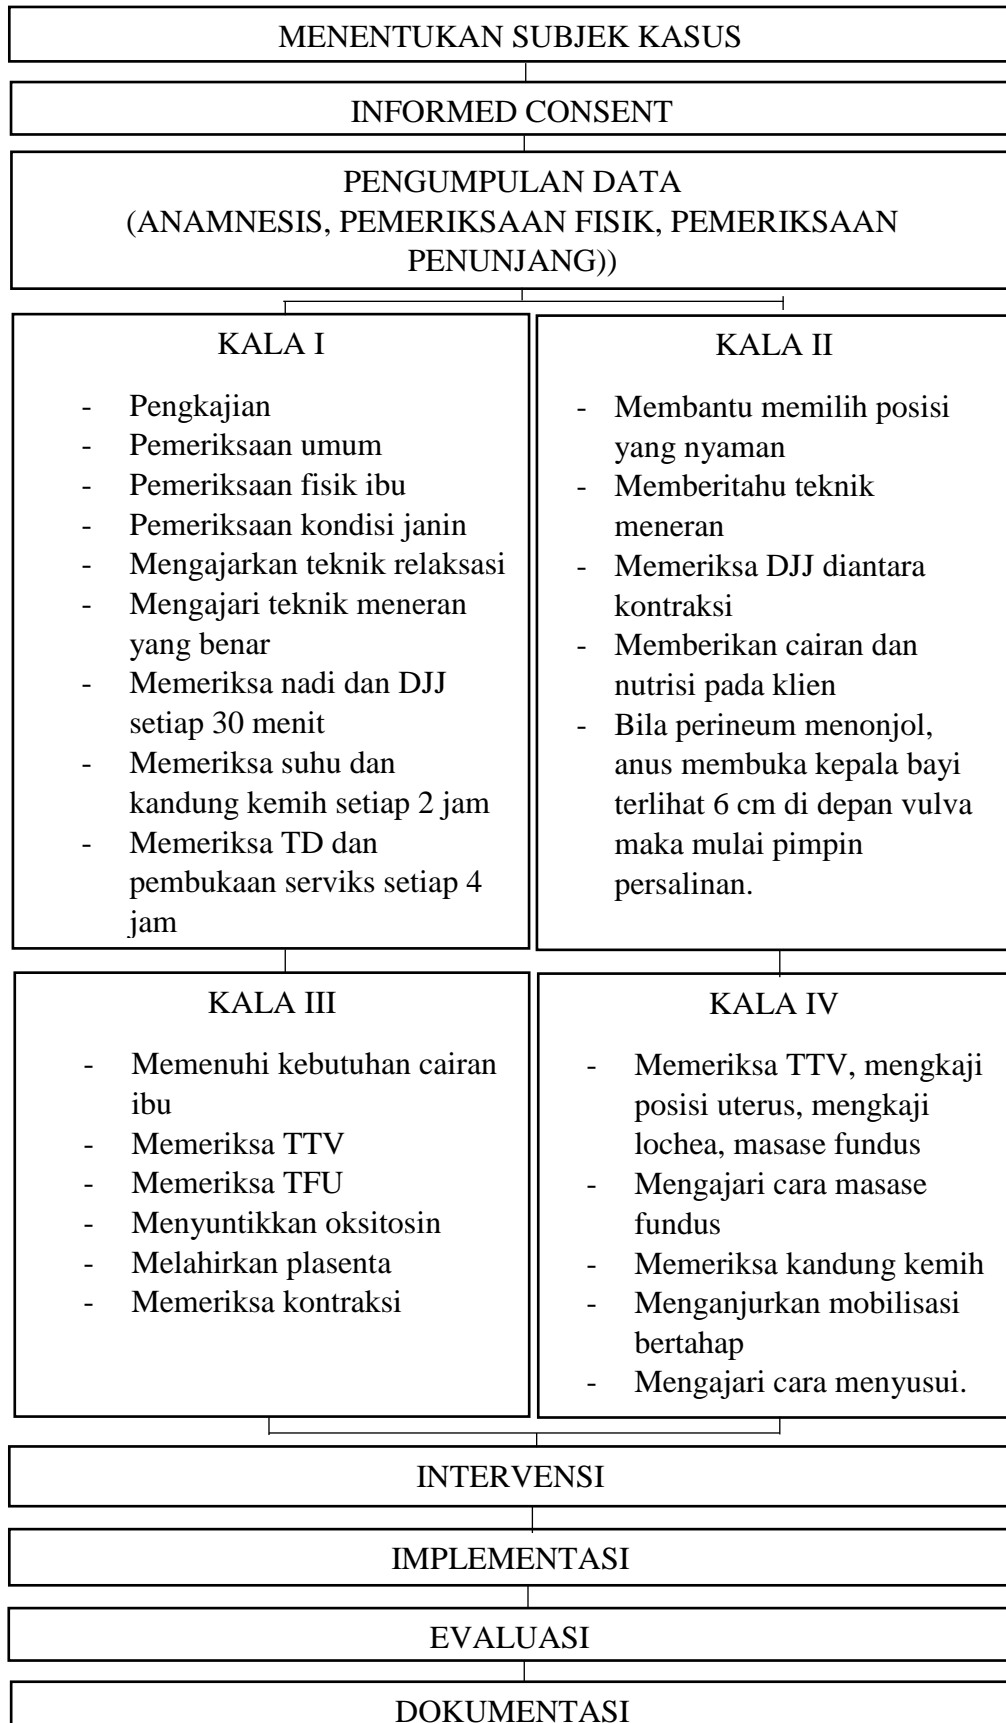 MENENTUKAN SUBJEK KASUS
INFORMED CONSENT
PENGUMPULAN DATA
(ANAMNESIS, PEMERIKSAAN FISIK, PEMERIKSAAN
PENUNJANG))
KALA I
- Pengkajian
- Pemeriksaan umum
- Pemeriksaan fisik ibu
- Pemeriksaan kondisi janin
- Mengajarkan teknik relaksasi
- Mengajari teknik meneran
yang benar
- Memeriksa nadi dan DJJ
setiap 30 menit
- Memeriksa suhu dan
kandung kemih setiap 2 jam
- Memeriksa TD dan
pembukaan serviks setiap 4
jam
KALA II
- Membantu memilih posisi
yang nyaman
- Memberitahu teknik
meneran
- Memeriksa DJJ diantara
kontraksi
- Memberikan cairan dan
nutrisi pada klien
- Bila perineum menonjol,
anus membuka kepala bayi
terlihat 6 cm di depan vulva
maka mulai pimpin
persalinan.
KALA III
- Memenuhi kebutuhan cairan
ibu
- Memeriksa TTV
- Memeriksa TFU
- Menyuntikkan oksitosin
- Melahirkan plasenta
- Memeriksa kontraksi
KALA IV
- Memeriksa TTV, mengkaji
posisi uterus, mengkaji
lochea, masase fundus
- Mengajari cara masase
fundus
- Memeriksa kandung kemih
- Menganjurkan mobilisasi
bertahap
- Mengajari cara menyusui.
INTERVENSI
IMPLEMENTASI
EVALUASI
DOKUMENTASI